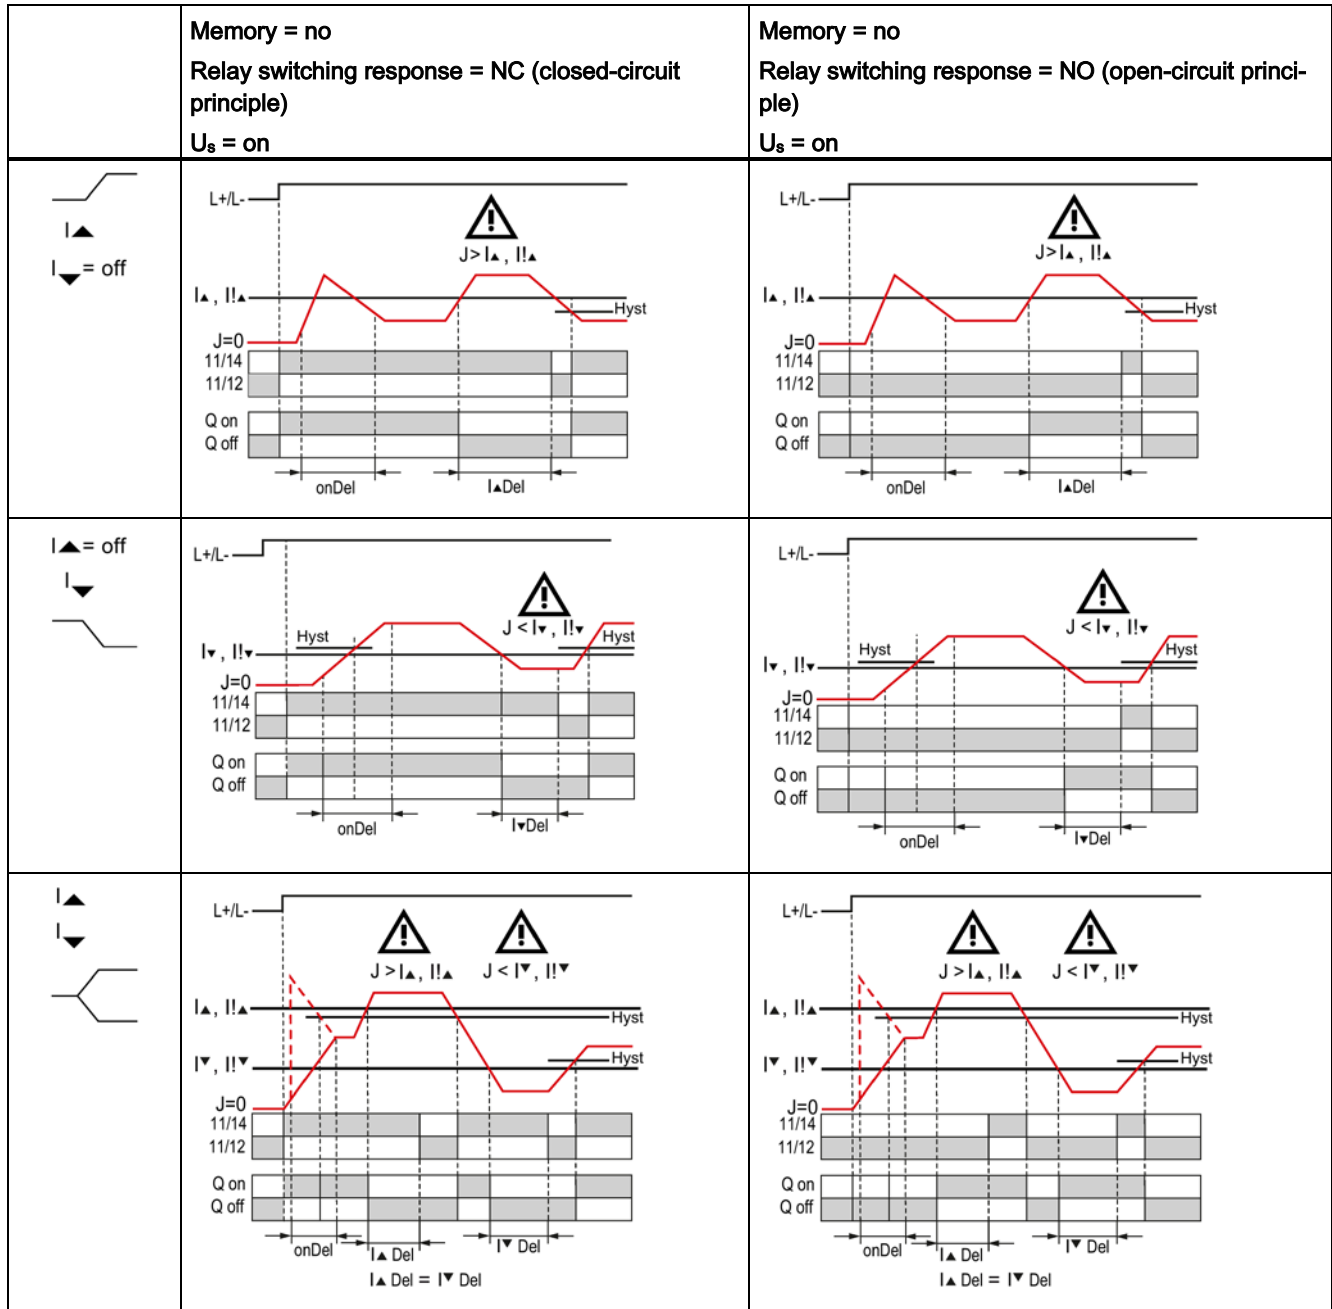 Memory = no
Relay switching response = NC (closed-circuit
principle)
Us = on
Memory = no
Relay switching response = NO (open-circuit princi-
ple)
Us = on
I▲
I▼= off
L+/L-
J> I▲ , I!▲
I▲ , I!▲
Hyst
J=0
11/14
11/12
Q on
Q off
onDel
I▲Del
L+/L-
J> I▲ , I!▲
I▲ , I!▲
Hyst
J=0
11/14
11/12
Q on
Q off
onDel
I▲Del
I▲= off
I▼
L+/L-
J < I▼ , I!▼
Hyst
Hyst
I▼ , I!▼
J=0
11/14
11/12
Q on
Q off
onDel
I▼Del
L+/L-
J < I▼ , I!▼
Hyst
Hyst
I▼ , I!▼
J=0
11/14
11/12
Q on
Q off
onDel
I▼Del
I▲
I▼
L+/L-
J > I▲ , I!▲
J < I▼ , I!▼
I▲ , I!▲
Hyst
I▼ , I!▼
Hyst
J=0
11/14
11/12
Q on
Q off
onDel
I▲ Del
I▼ Del
I▲ Del = I▼ Del
L+/L-
J > I▲ , I!▲
J < I▼ , I!▼
I▲ , I!▲
Hyst
I▼ , I!▼
Hyst
J=0
11/14
11/12
Q on
Q off
onDel
I▲ Del
I▼ Del
I▲ Del = I▼ Del